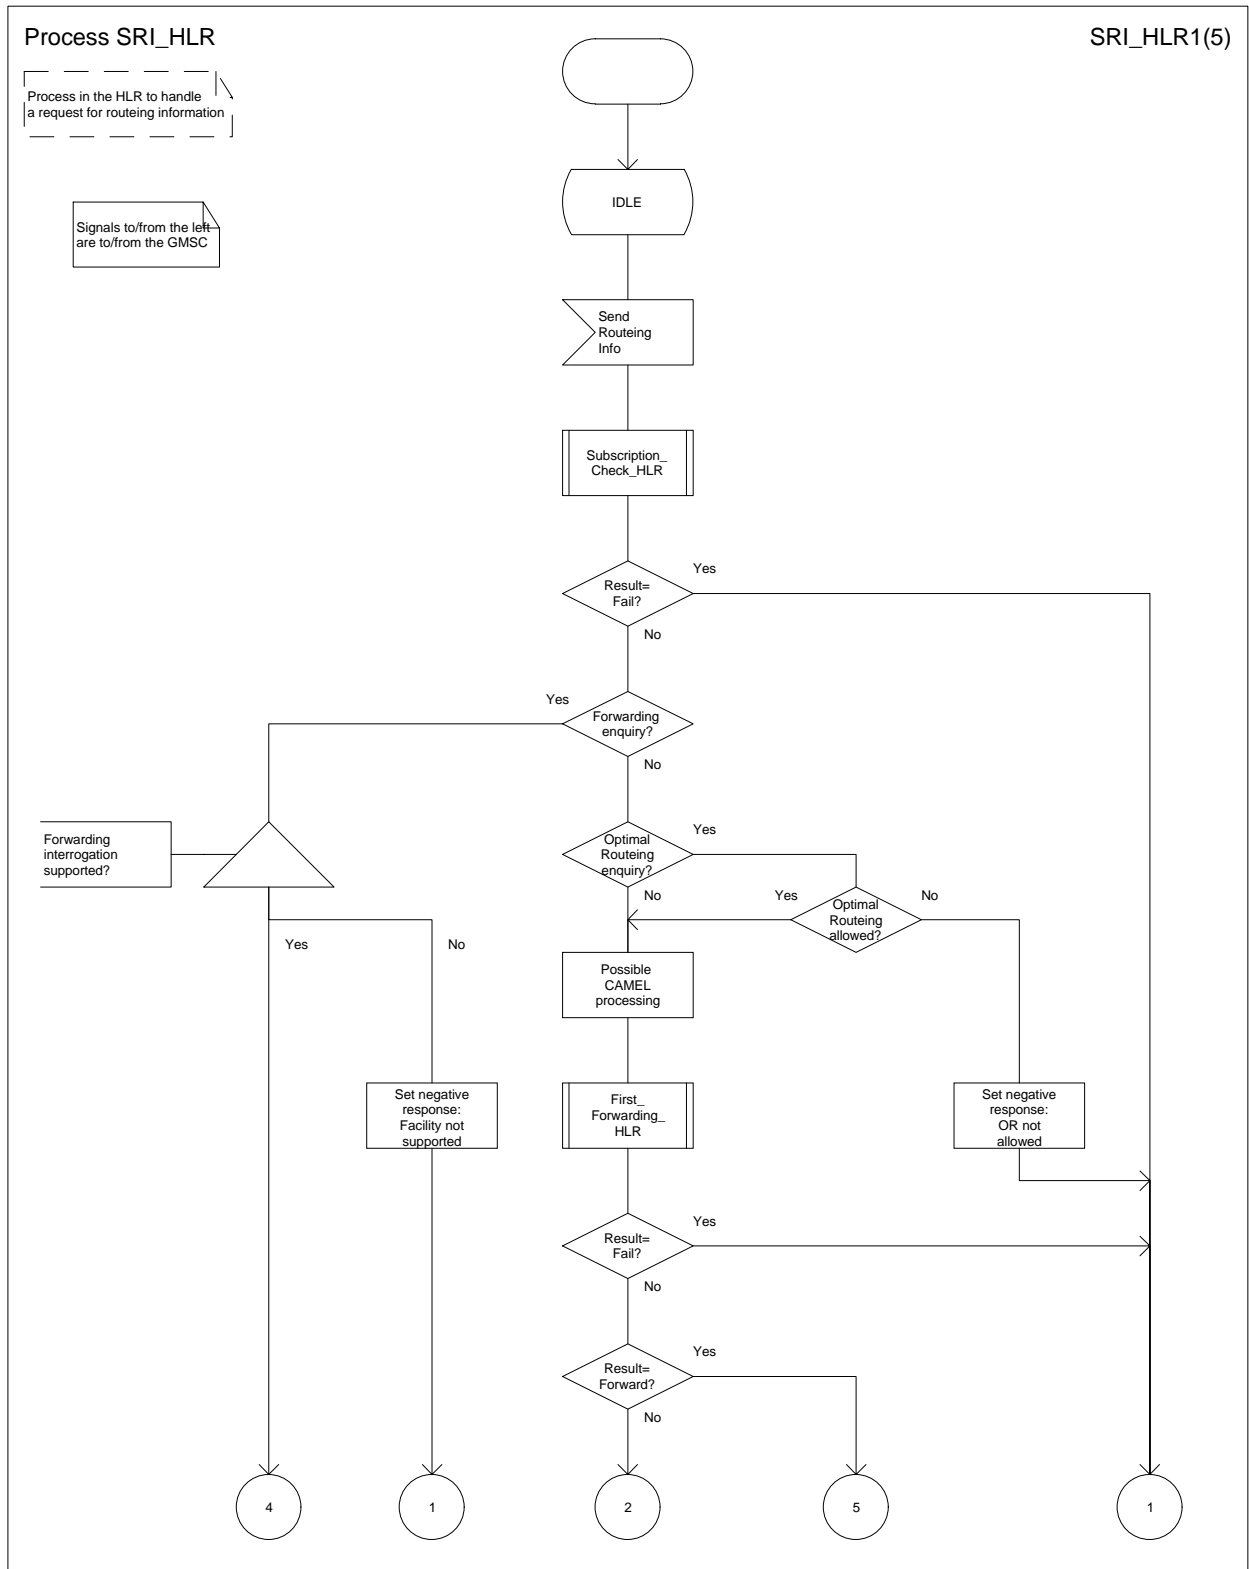 Process SRI_HLR
SRI_HLR1(5)
Process in the HLR to handle
a request for routeing information
Signals to/from the left
are to/from the GMSC
IDLE
Send
Routeing
Info
Subscription_
Check_HLR
Result=
Fail?
Yes
No
Forwarding
enquiry?
Yes
No
Forwarding
interrogation
supported?
Optimal
Routeing
enquiry?
Yes
No
Optimal
Routeing
allowed?
Yes
No
Yes
No
Possible
CAMEL
processing
Set negative
response:
Facility not
supported
First_
Forwarding_
HLR
Set negative
response:
OR not
allowed
Result=
Fail?
Yes
No
Result=
Forward?
Yes
No
4
1
2
5
1